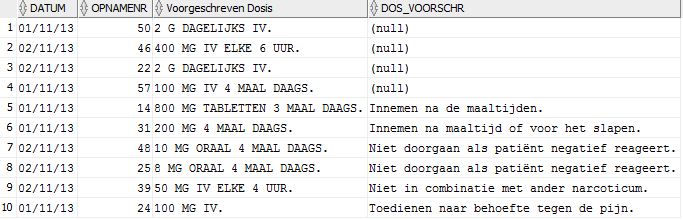 DATUM OPNAMENR Voorgeschreven Dosis DOS_VOORSCHR
1 01/11/13 50 2 G DAGELIJKS IV. (null)
2 02/11/13 46 400 MG IV ELKE 6 UUR. (null)
3 02/11/13 22 2 G DAGELIJKS IV. (null)
4 01/11/13 57 100 MG IV 4 MAAL DAAGS. (null)
5 01/11/13 14 800 MG TABLETTEN 3 MAAL DAAGS. Innemen na de maaltijden.
6 01/11/13 31 200 MG 4 MAAL DAAGS. Innemen na maaltijd of voor het slapen.
7 02/11/13 48 10 MG ORAAL 4 MAAL DAAGS. Niet doorgaan als patiënt negatief reageert.
8 02/11/13 25 8 MG ORAAL 4 MAAL DAAGS. Niet doorgaan als patiënt negatief reageert.
9 02/11/13 39 50 MG IV ELKE 4 UUR. Niet in combinatie met ander narcoticum.
10 01/11/13 24 100 MG IV. Toedienen naar behoefte tegen de pijn.